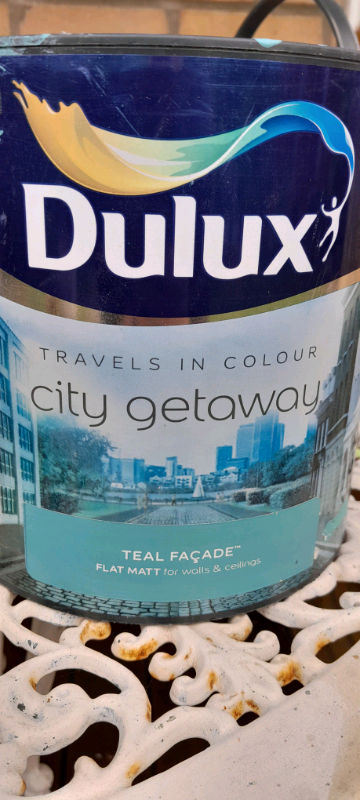 Dulux
TRAVELS IN COLOUR
city getaway
TEAL FAÇADE™
FLAT MATT for walls & ceilings